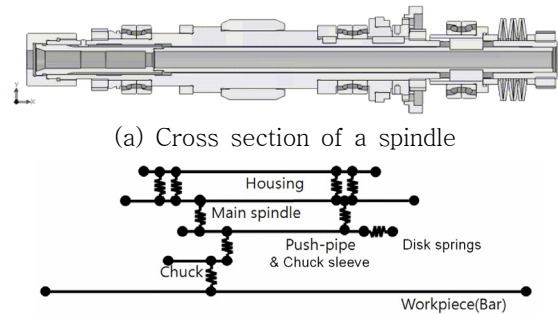 Y
X
(a) Cross section of a spindle
Housing
Main spindle
Push-pipe
& Chuck sleeve
Disk springs
Chuck
Workpiece(Bar)